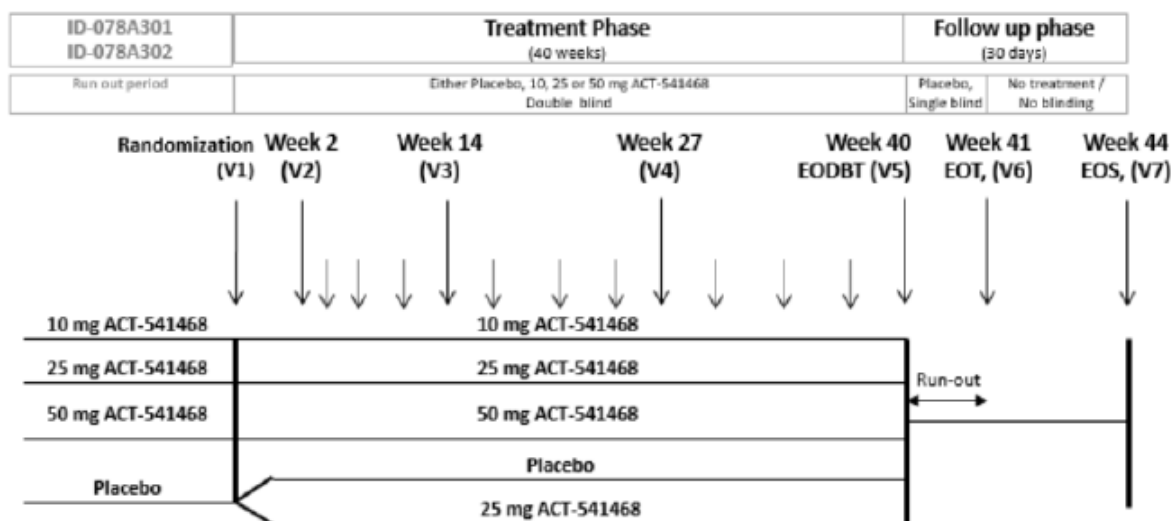 ID-078A301
ID-078A302
Treatment Phase
(40 weeks)
Follow up phase
(30 days)
Run out period
Either Placebo, 10, 25 or 50 mg ACT-541468
Double blind
Placebo,
Single blind
No treatment /
No blinding
Randomization
(V1)
Week 2
(V2)
Week 14
(V3)
Week 27
(V4)
Week 40
EODBT (V5)
Week 41
EOT, (V6)
Week 44
EOS, (V7)
10 mg ACT-541468
10 mg ACT-541468
25 mg ACT-541468
25 mg ACT-541468
Run-out
50 mg ACT-541468
50 mg ACT-541468
Placebo
Placebo
25 mg ACT-541468